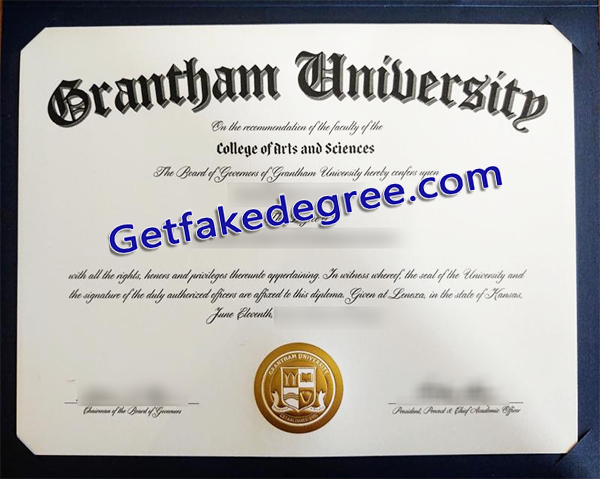 Grantham University
On the recommendation of the faculty of the
College of Arts and Sciences
The Board of Governors of Grantham University hereby confers upon
Getfakedegree.com
with all the rights, honors and privileges thereunto appertaining. In witness whereof, the seal of the University and
the signature of the duly authorized officers are affixed to this diploma. Given at Lenexa, in the state of Kansas,
June Eleventh
GRANTHAM UNIVERSITY
Chairman of the Board of Governors
President, & Chief Academic Officer